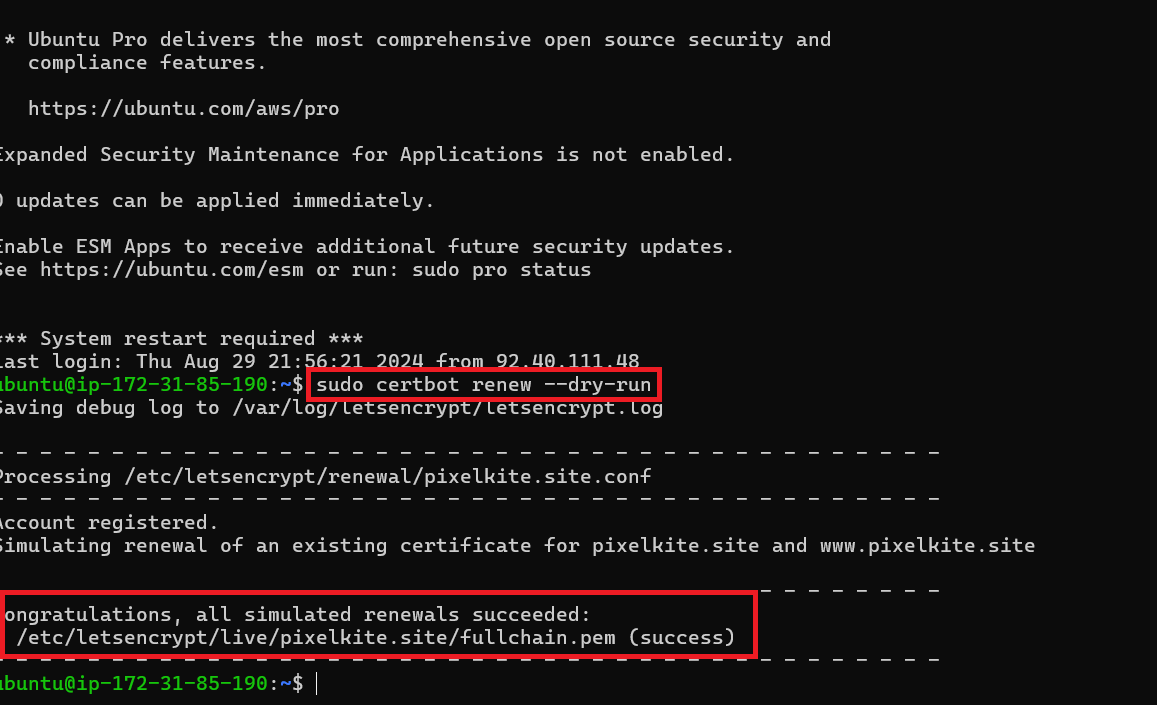 * Ubuntu Pro delivers the most comprehensive open source security and
compliance features.
https://ubuntu.com/aws/pro
Expanded Security Maintenance for Applications is not enabled.
0 updates can be applied immediately.
Enable ESM Apps to receive additional future security updates.
See https://ubuntu.com/esm or run: sudo pro status
*** System restart required ***
Last login: Thu Aug 29 21:56:21 2024 from 92.40.111.48
ubuntu@ip-172-31-85-190:~$ sudo certbot renew --dry-run
Saving debug log to /var/log/letsencrypt/letsencrypt.log
- - - - - - - - - - - - - - - - - - - - - - - - - - - - - - - - - - - - - - - -
Processing /etc/letsencrypt/renewal/pixelkite.site.conf
- - - - - - - - - - - - - - - - - - - - - - - - - - - - - - - - - - - - - - - -
Account registered.
Simulating renewal of an existing certificate for pixelkite.site and www.pixelkite.site
- - - - - - - -
ongratulations, all simulated renewals succeeded:
/etc/letsencrypt/live/pixelkite.site/fullchain.pem (success)
- - - - - - - - - - - - - - - - - - - - - - - - - - - - - - - - - - - - - - - -
ubuntu@ip-172-31-85-190:~$